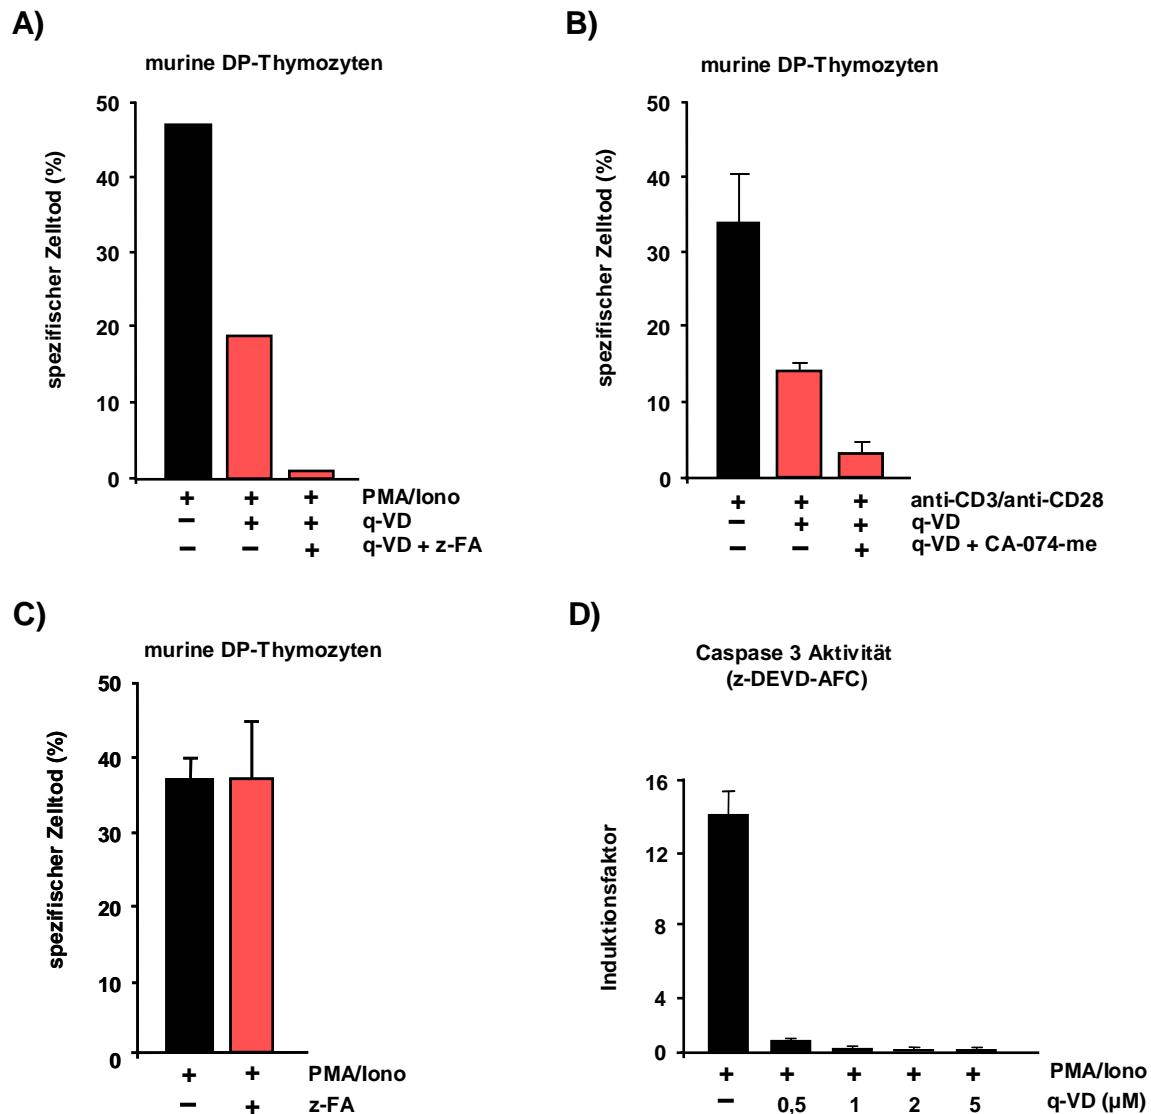 A)
murine DP-Thymozyten
spezifischer Zelltod (%)
50
40
30
20
10
0
+ + + PMA/Iono
− + + q-VD
− − + q-VD + z-FA
B)
murine DP-Thymozyten
spezifischer Zelltod (%)
50
40
30
20
10
0
+ + + anti-CD3/anti-CD28
− + + q-VD
− − + q-VD + CA-074-me
C)
murine DP-Thymozyten
spezifischer Zelltod (%)
50
40
30
20
10
0
+ + PMA/Iono
− + z-FA
D)
Caspase 3 Aktivität
(z-DEVD-AFC)
Induktionsfaktor
16
12
8
4
0
+ + + + + PMA/Iono
− 0,5 1 2 5 q-VD (µM)